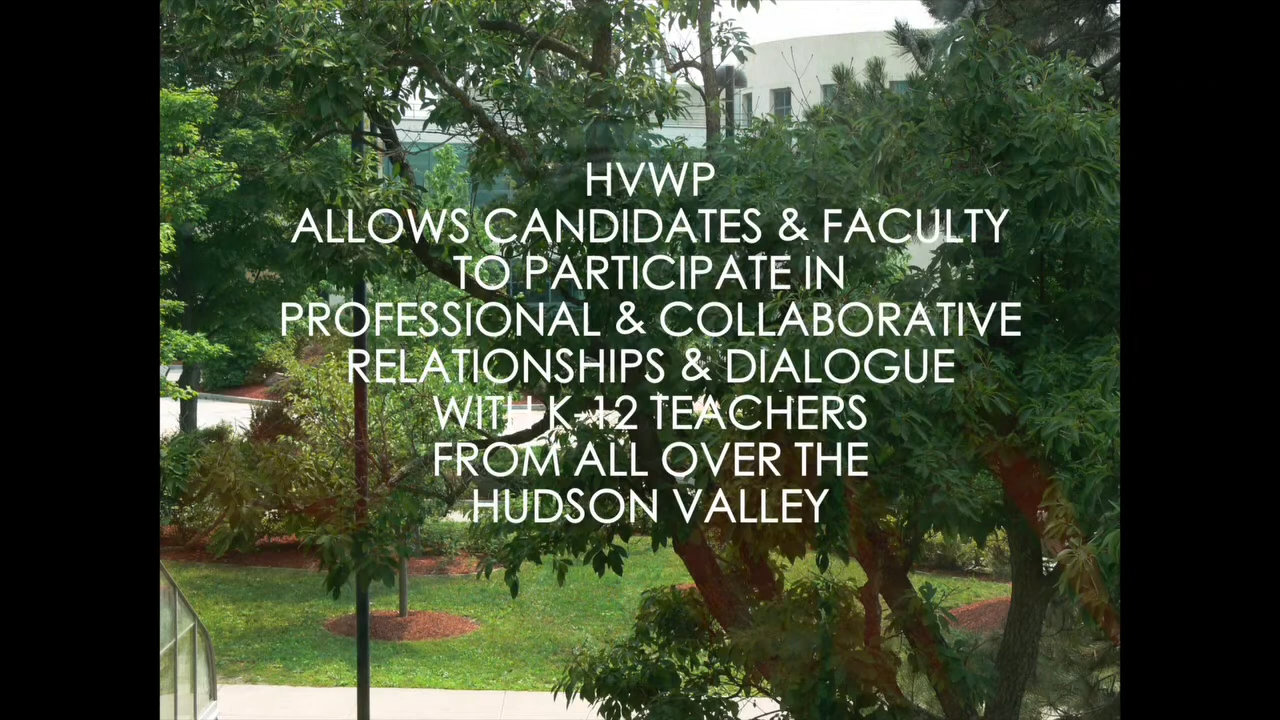 HVWP
ALLOWS CANDIDATES & FACULTY
TO PARTICIPATE IN
PROFESSIONAL & COLLABORATIVE
RELATIONSHIPS & DIALOGUE
WITH K-12 TEACHERS
FROM ALL OVER THE
HUDSON VALLEY